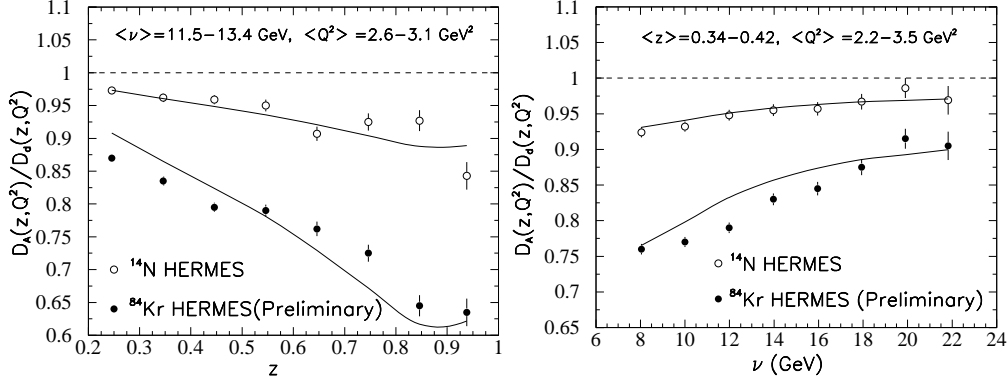 1.1
1.05
1
0.95
0.9
0.85
0.8
0.75
0.7
0.65
0.6
D_A(z,Q²)/D_d(z,Q²)
<ν>=11.5−13.4 GeV, <Q²>=2.6−3.1 GeV²
¹⁴N HERMES
⁸⁴Kr HERMES(Preliminary)
0.2 0.3 0.4 0.5 0.6 0.7 0.8 0.9 1
z
1.1
1.05
1
0.95
0.9
0.85
0.8
0.75
0.7
0.65
D_A(z,Q²)/D_d(z,Q²)
<z>=0.34−0.42, <Q²> =2.2−3.5 GeV²
¹⁴N HERMES
⁸⁴Kr HERMES (Preliminary)
6 8 10 12 14 16 18 20 22 24
ν (GeV)